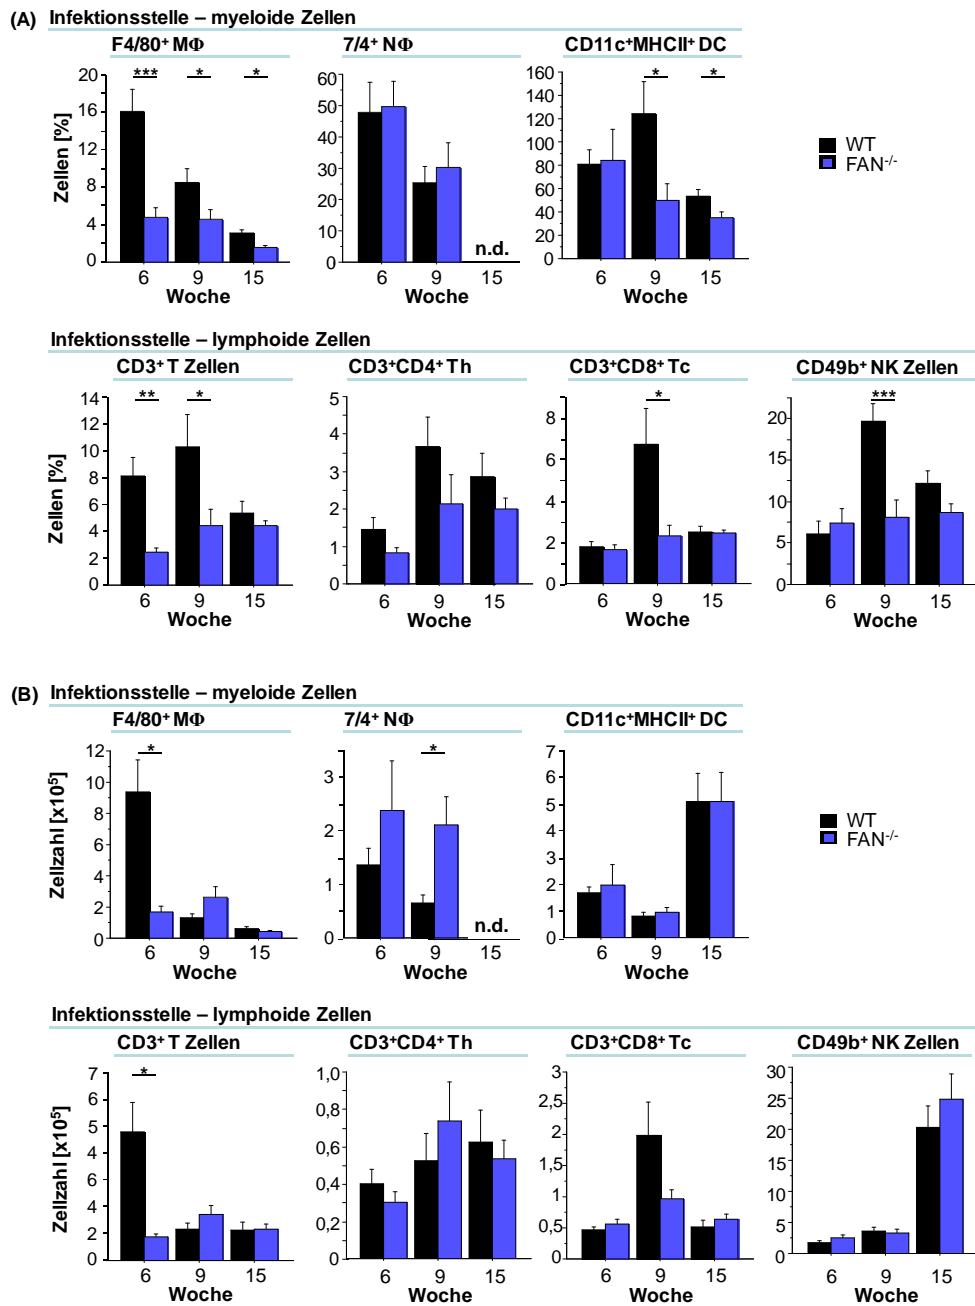 (A) Infektionsstelle – myeloide Zellen
F4/80⁺ MΦ
7/4⁺ NΦ
CD11c⁺MHCII⁺ DC
Zellen [%]
20
16
12
8
4
0
***
*
*
6 9 15
Woche
60
50
40
30
20
10
0
n.d.
6 9 15
Woche
160
140
120
100
80
60
40
20
0
*
*
6 9 15
Woche
WT
FAN⁻/⁻
Infektionsstelle – lymphoide Zellen
CD3⁺ T Zellen
CD3⁺CD4⁺ Th
CD3⁺CD8⁺ Tc
CD49b⁺ NK Zellen
Zellen [%]
14
12
10
8
6
4
2
0
**
*
6 9 15
Woche
5
4
3
2
1
0
6 9 15
Woche
8
6
4
2
0
*
6 9 15
Woche
20
15
10
5
0
***
6 9 15
Woche
(B) Infektionsstelle – myeloide Zellen
F4/80⁺ MΦ
7/4⁺ NΦ
CD11c⁺MHCII⁺ DC
Zellzahl [x10⁵]
12
10
8
6
4
2
0
*
6 9 15
Woche
3
2
1
0
*
n.d.
6 9 15
Woche
7
6
5
4
3
2
1
0
6 9 15
Woche
WT
FAN⁻/⁻
Infektionsstelle – lymphoide Zellen
CD3⁺ T Zellen
CD3⁺CD4⁺ Th
CD3⁺CD8⁺ Tc
CD49b⁺ NK Zellen
Zellzahl [x10⁵]
7
5
4
4
2
2
0
*
6 9 15
Woche
1,0
0,8
0,6
0,4
0,2
0,0
6 9 15
Woche
3
2,5
2
1,5
1
0,5
0
6 9 15
Woche
30
25
20
15
10
5
0
6 9 15
Woche